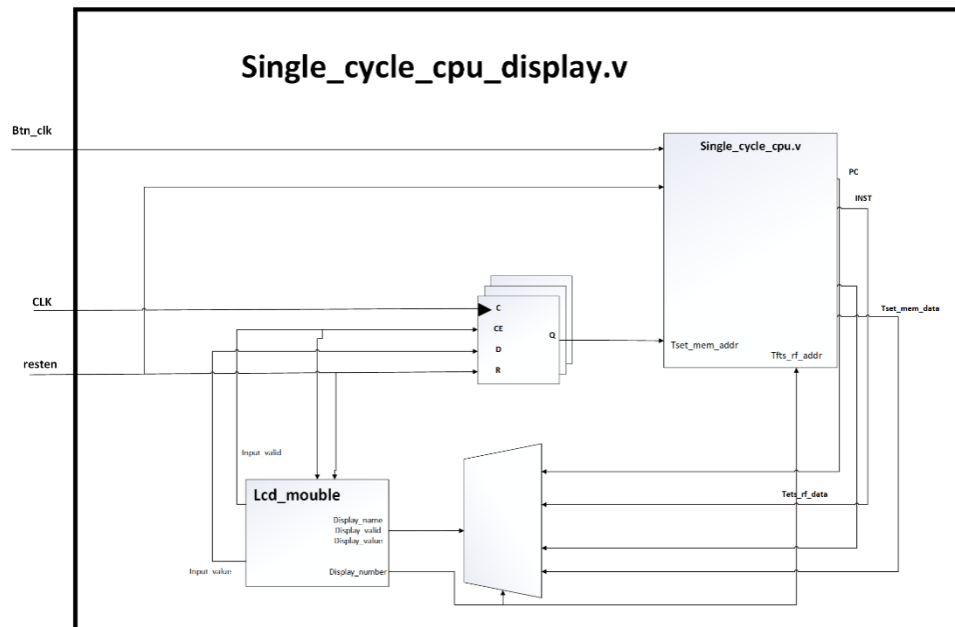 Single_cycle_cpu_display.v
Btn_clk
Single_cycle_cpu.v
PC
INST
CLK
C
CE
D
R
Q
Tset_mem_data
Tset_mem_addr
Tfts_rf_addr
resten
Input valid
Lcd_mouble
Display_name
Display_valid
Display_value
Tets_rf_data
Input value
Display_number